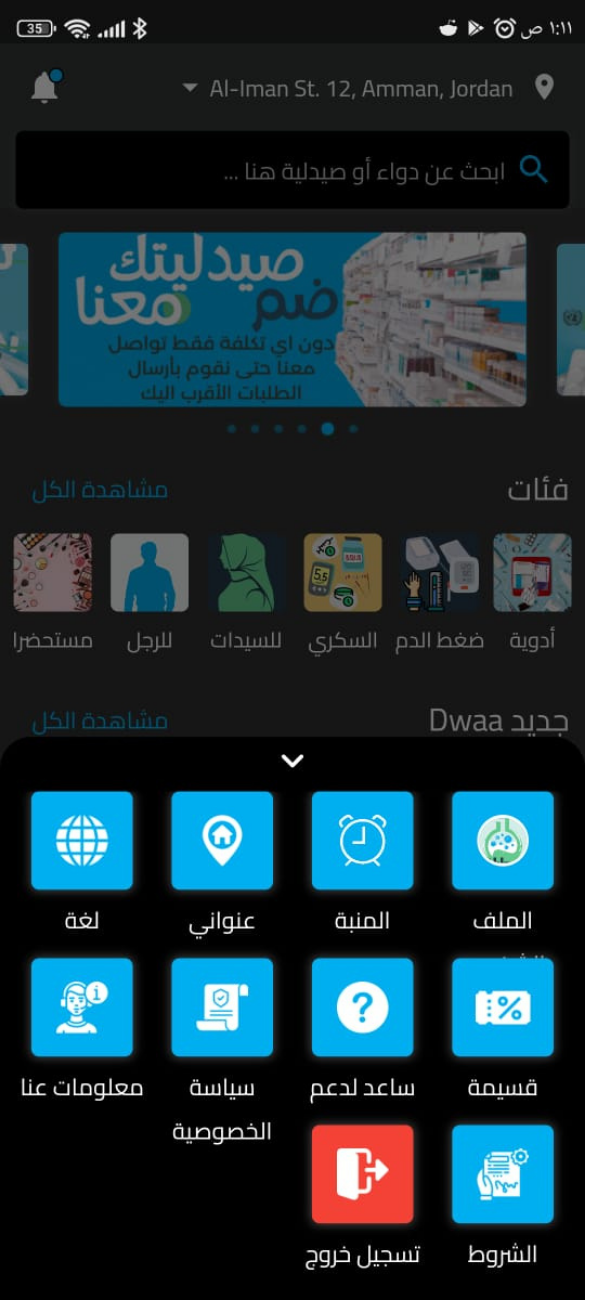 ١:١١ ص
35
Al-Iman St. 12, Amman, Jordan
ابحث عن دواء أو صيدلية هنا ...
ضم صيدليتك
معنا
دون اي تكلفة فقط تواصل
معنا حتى نقوم بأرسال
الطلبات الأقرب اليك
فئات
مشاهدة الكل
أدوية
ضغط الدم
السكري
للسيدات
للرجل
مستحضرا
جديد Dwaa
مشاهدة الكل
الملف
المنبة
عنواني
لغة
قسيمة
ساعد لدعم
سياسة
الخصوصية
معلومات عنا
الشروط
تسجيل خروج